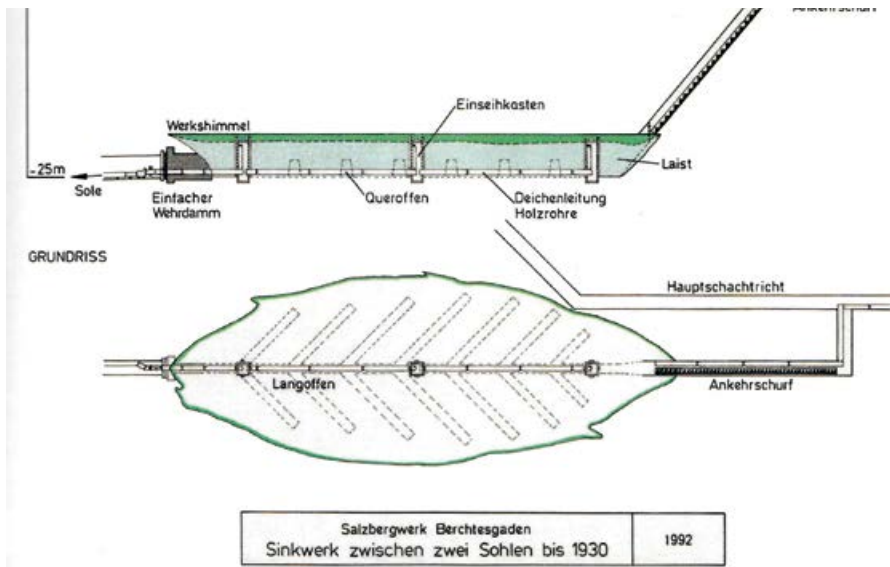 Ankehrschurf
Werkshimmel
Einseihkasten
Laist
-25m
Sole
Einfacher
Wehrdamm
Queroffen
Deichenleitung
Holzrohre
GRUNDRISS
Hauptschachtricht
Langoffen
Ankehrschurf
Salzbergwerk Berchtesgaden
Sinkwerk zwischen zwei Sohlen bis 1930
1992